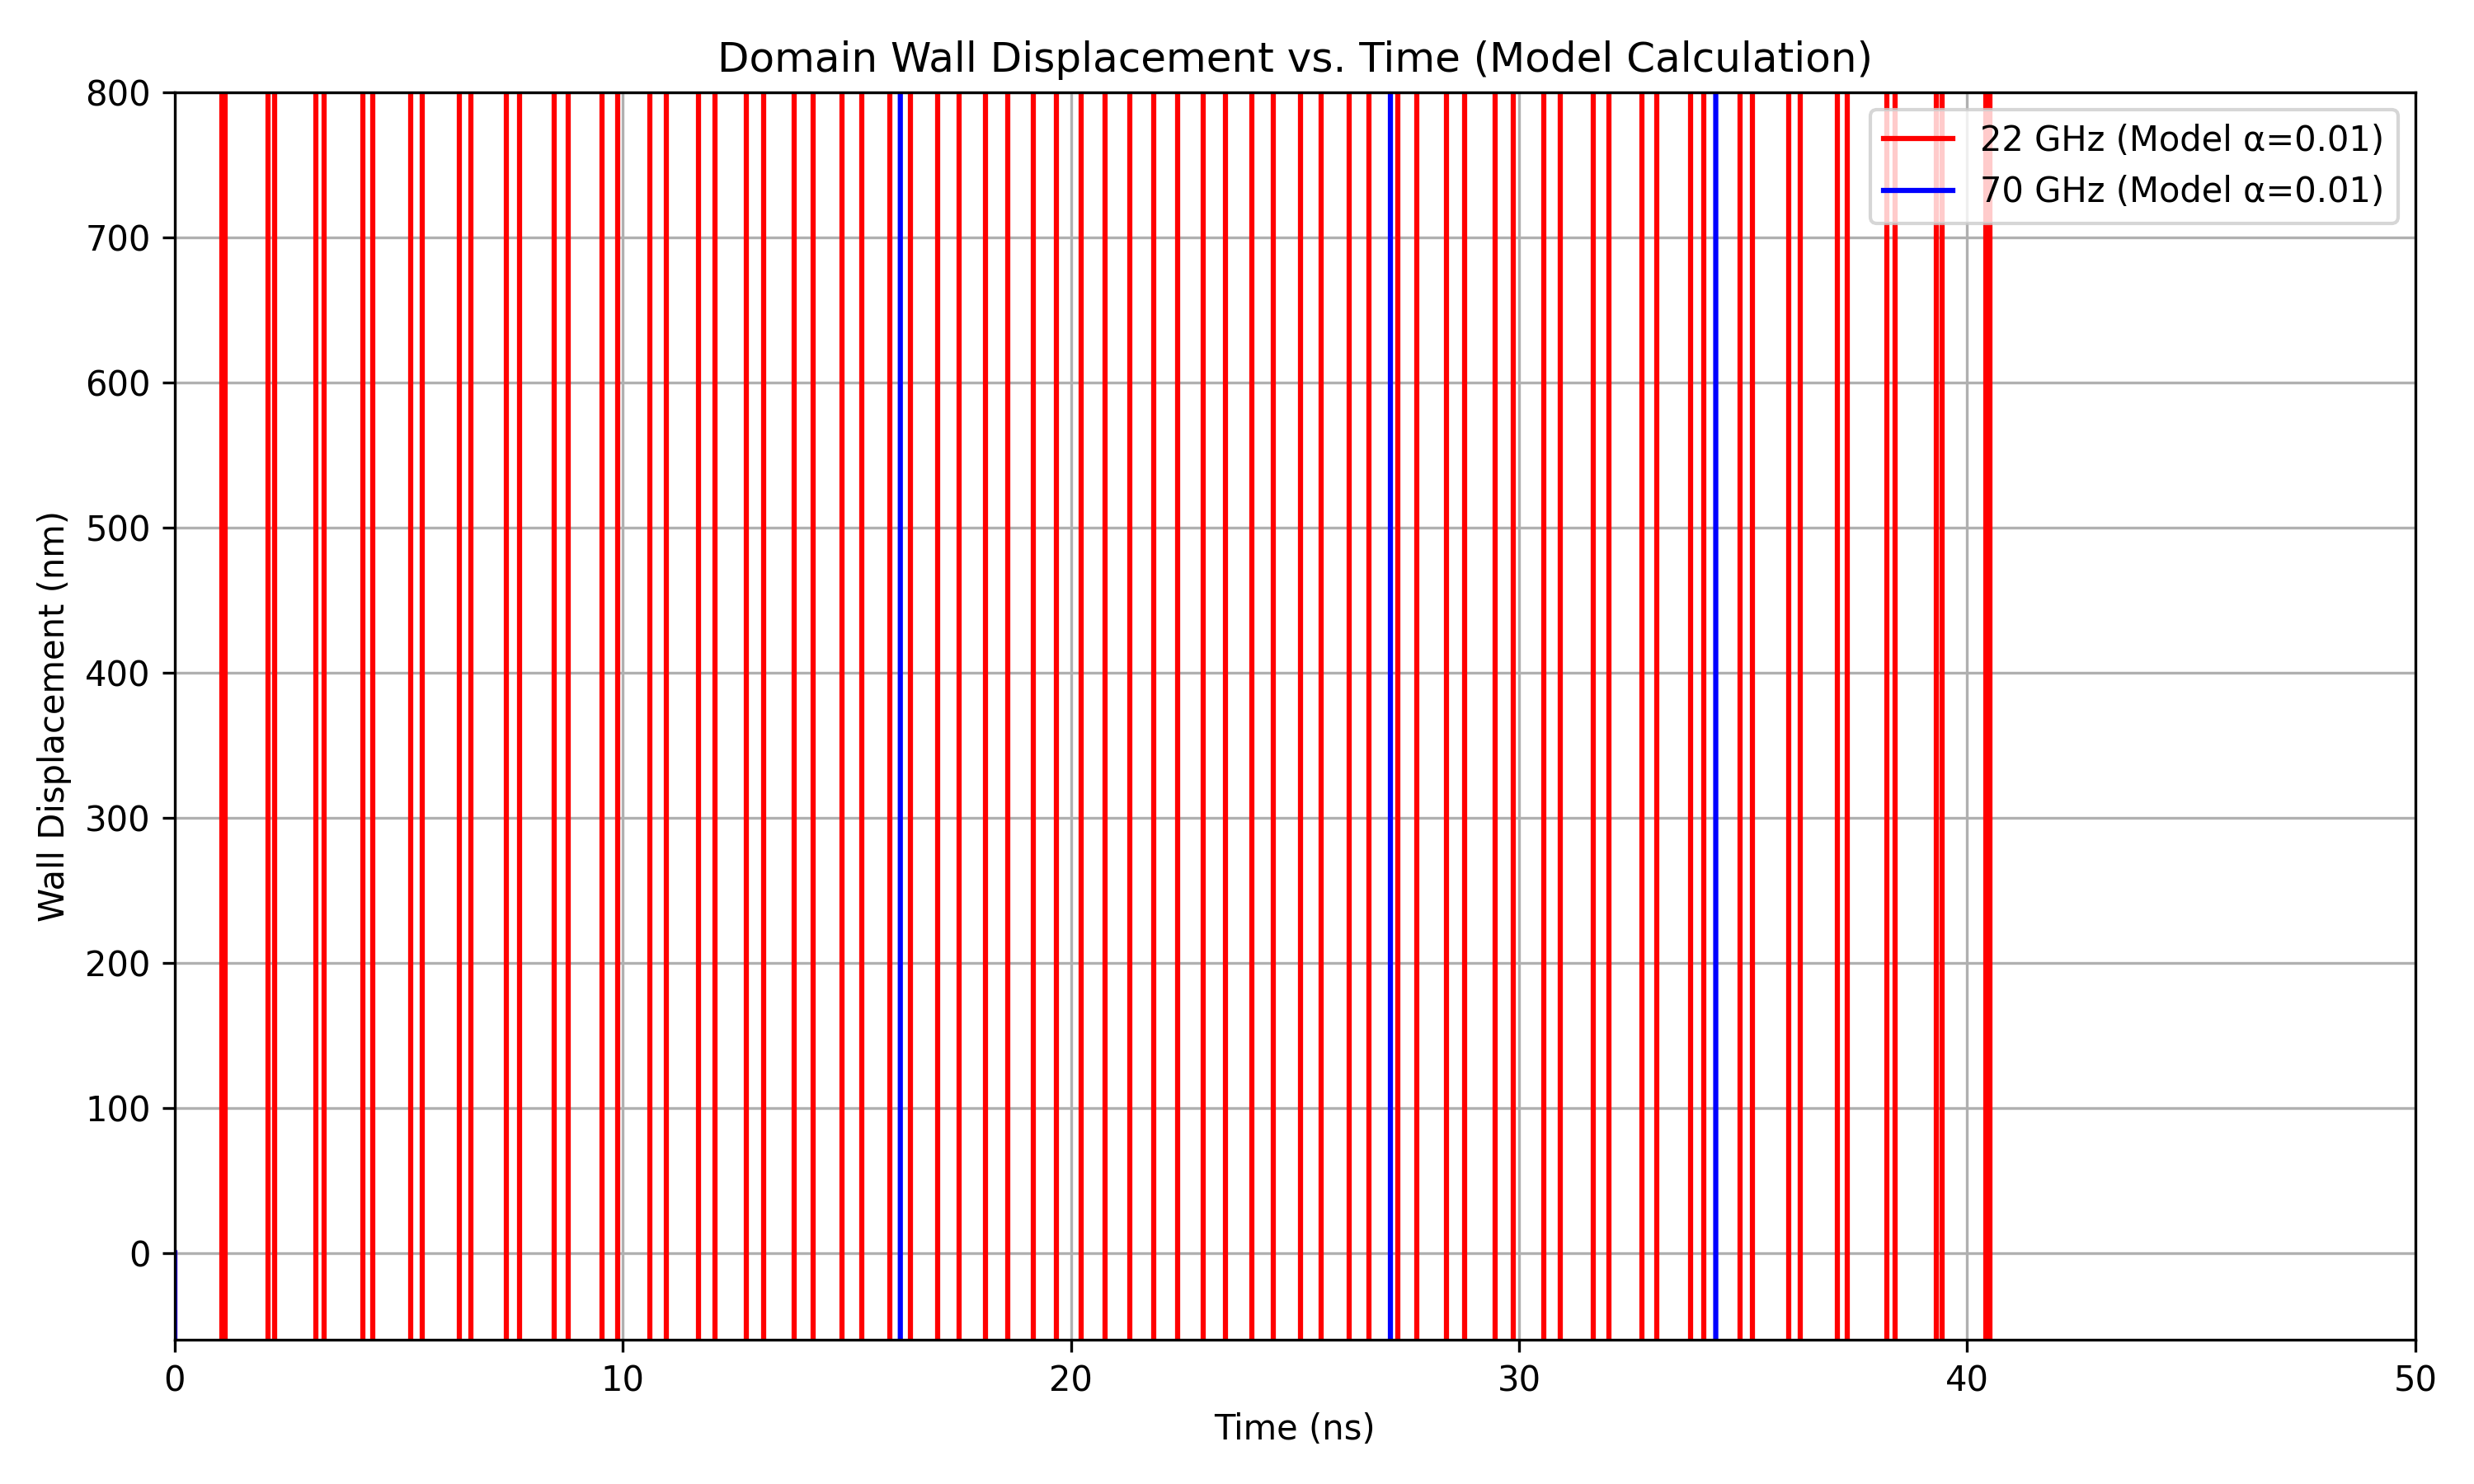 Domain Wall Displacement vs. Time (Model Calculation)
800
700
600
500
400
300
200
100
0
Wall Displacement (nm)
22 GHz (Model α=0.01)
70 GHz (Model α=0.01)
0 10 20 30 40 50
Time (ns)